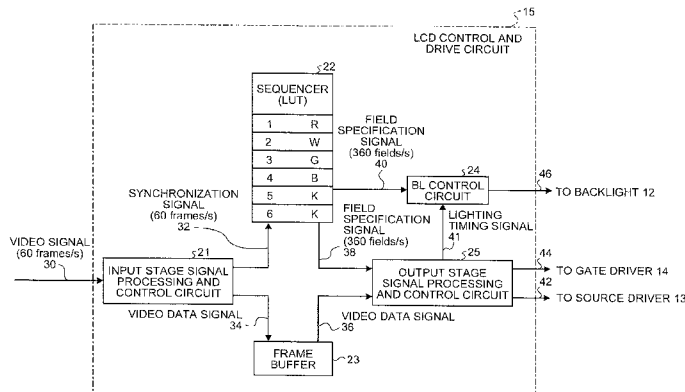 15
LCD CONTROL AND
DRIVE CIRCUIT
22
SEQUENCER
(LUT)
1 R
2 W
3 G
4 B
5 K
6 K
FIELD
SPECIFICATION
SIGNAL
(360 fields/s)
40
24
BL CONTROL
CIRCUIT
46
TO BACKLIGHT 12
SYNCHRONIZATION
SIGNAL
(60 frames/s)
32
FIELD
SPECIFICATION
SIGNAL
(360 fields/s)
38
LIGHTING
TIMING SIGNAL
41
VIDEO SIGNAL
(60 frames/s)
30
21
INPUT STAGE SIGNAL
PROCESSING AND
CONTROL CIRCUIT
25
OUTPUT STAGE
SIGNAL PROCESSING
AND CONTROL CIRCUIT
44
TO GATE DRIVER 14
42
TO SOURCE DRIVER 13
VIDEO DATA SIGNAL
34
36
VIDEO DATA SIGNAL
FRAME
BUFFER
23